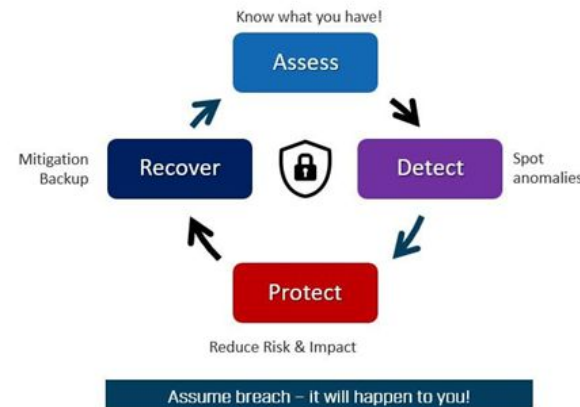 Know what you have!
Assess
Mitigation
Backup
Recover
Detect
Spot
anomalies
Protect
Reduce Risk & Impact
Assume breach – it will happen to you!